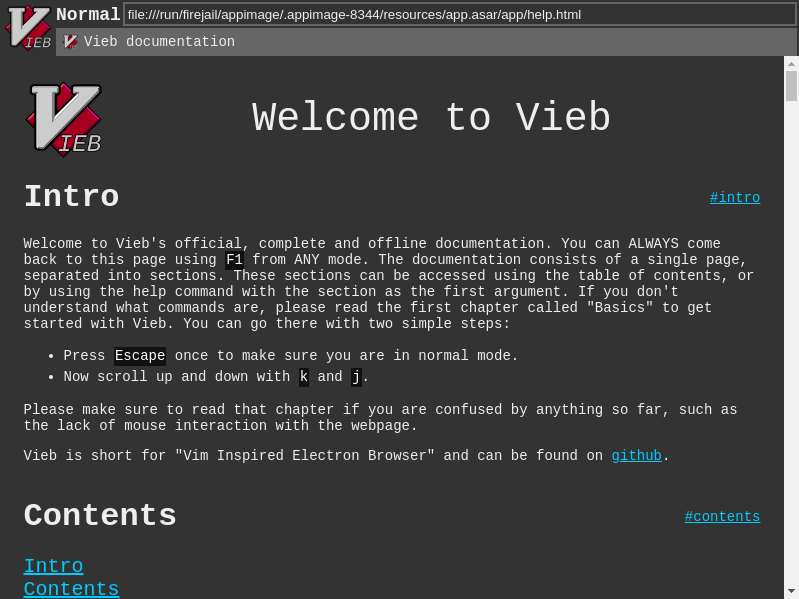 VIEB
Normal file:///run/firejail/appimage/.appimage-8344/resources/app.asar/app/help.html
Vieb documentation
VIEB
Welcome to Vieb
Intro #intro
Welcome to Vieb's official, complete and offline documentation. You can ALWAYS come
back to this page using F1 from ANY mode. The documentation consists of a single page,
separated into sections. These sections can be accessed using the table of contents, or
by using the help command with the section as the first argument. If you don't
understand what commands are, please read the first chapter called "Basics" to get
started with Vieb. You can go there with two simple steps:
• Press Escape once to make sure you are in normal mode.
• Now scroll up and down with k and j.
Please make sure to read that chapter if you are confused by anything so far, such as
the lack of mouse interaction with the webpage.
Vieb is short for "Vim Inspired Electron Browser" and can be found on github.
Contents #contents
Intro
Contents